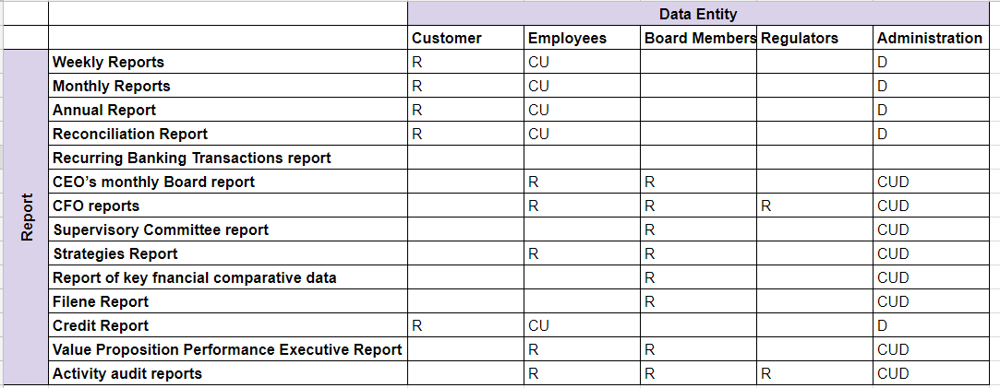 Data Entity
Customer Employees Board Members Regulators Administration
Report
Weekly Reports R CU D
Monthly Reports R CU D
Annual Report R CU D
Reconciliation Report R CU D
Recurring Banking Transactions report
CEO’s monthly Board report R R CUD
CFO reports R R R CUD
Supervisory Committee report R CUD
Strategies Report R R CUD
Report of key fnancial comparative data R CUD
Filene Report R CUD
Credit Report R CU D
Value Proposition Performance Executive Report R R CUD
Activity audit reports R R R CUD